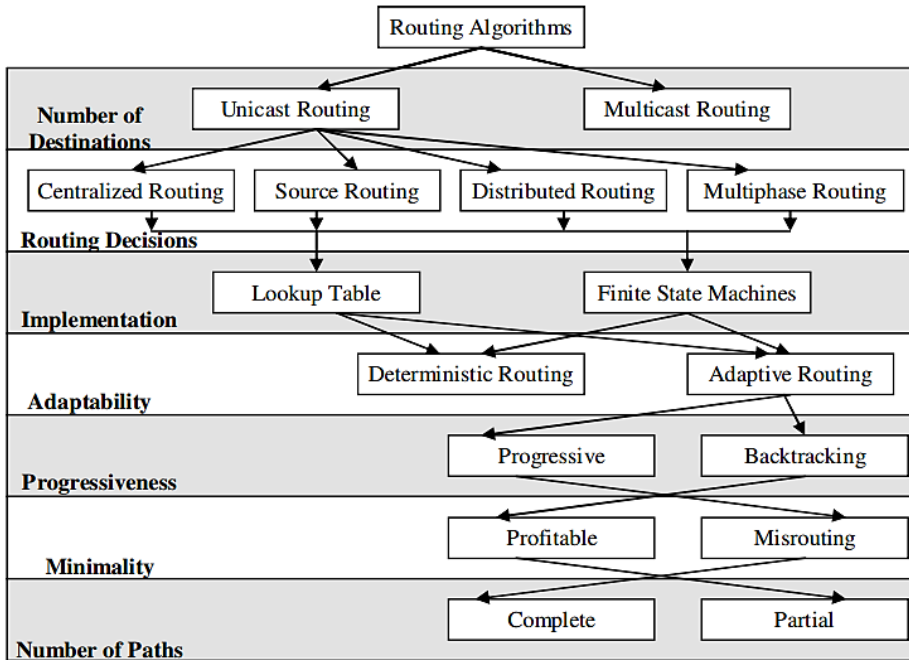 Routing Algorithms
Unicast Routing
Multicast Routing
Number of
Destinations
Centralized Routing
Source Routing
Distributed Routing
Multiphase Routing
Routing Decisions
Lookup Table
Finite State Machines
Implementation
Deterministic Routing
Adaptive Routing
Adaptability
Progressive
Backtracking
Progressiveness
Profitable
Misrouting
Minimality
Complete
Partial
Number of Paths